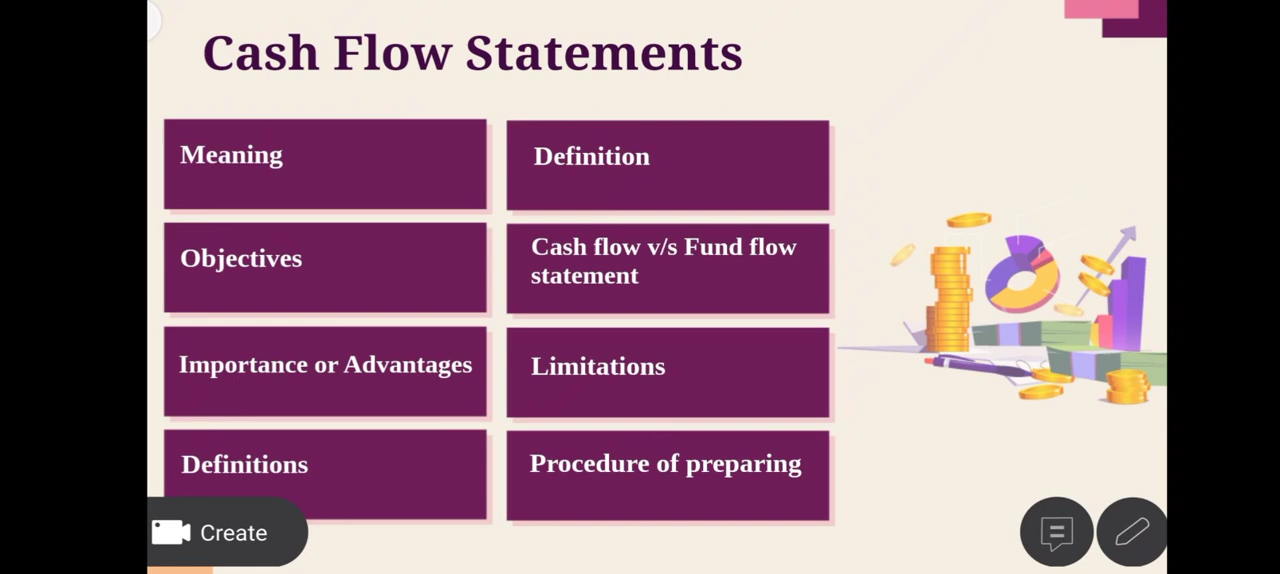 Cash Flow Statements
Meaning
Definition
Objectives
Cash flow v/s Fund flow
statement
Importance or Advantages
Limitations
Definitions
Procedure of preparing
Create